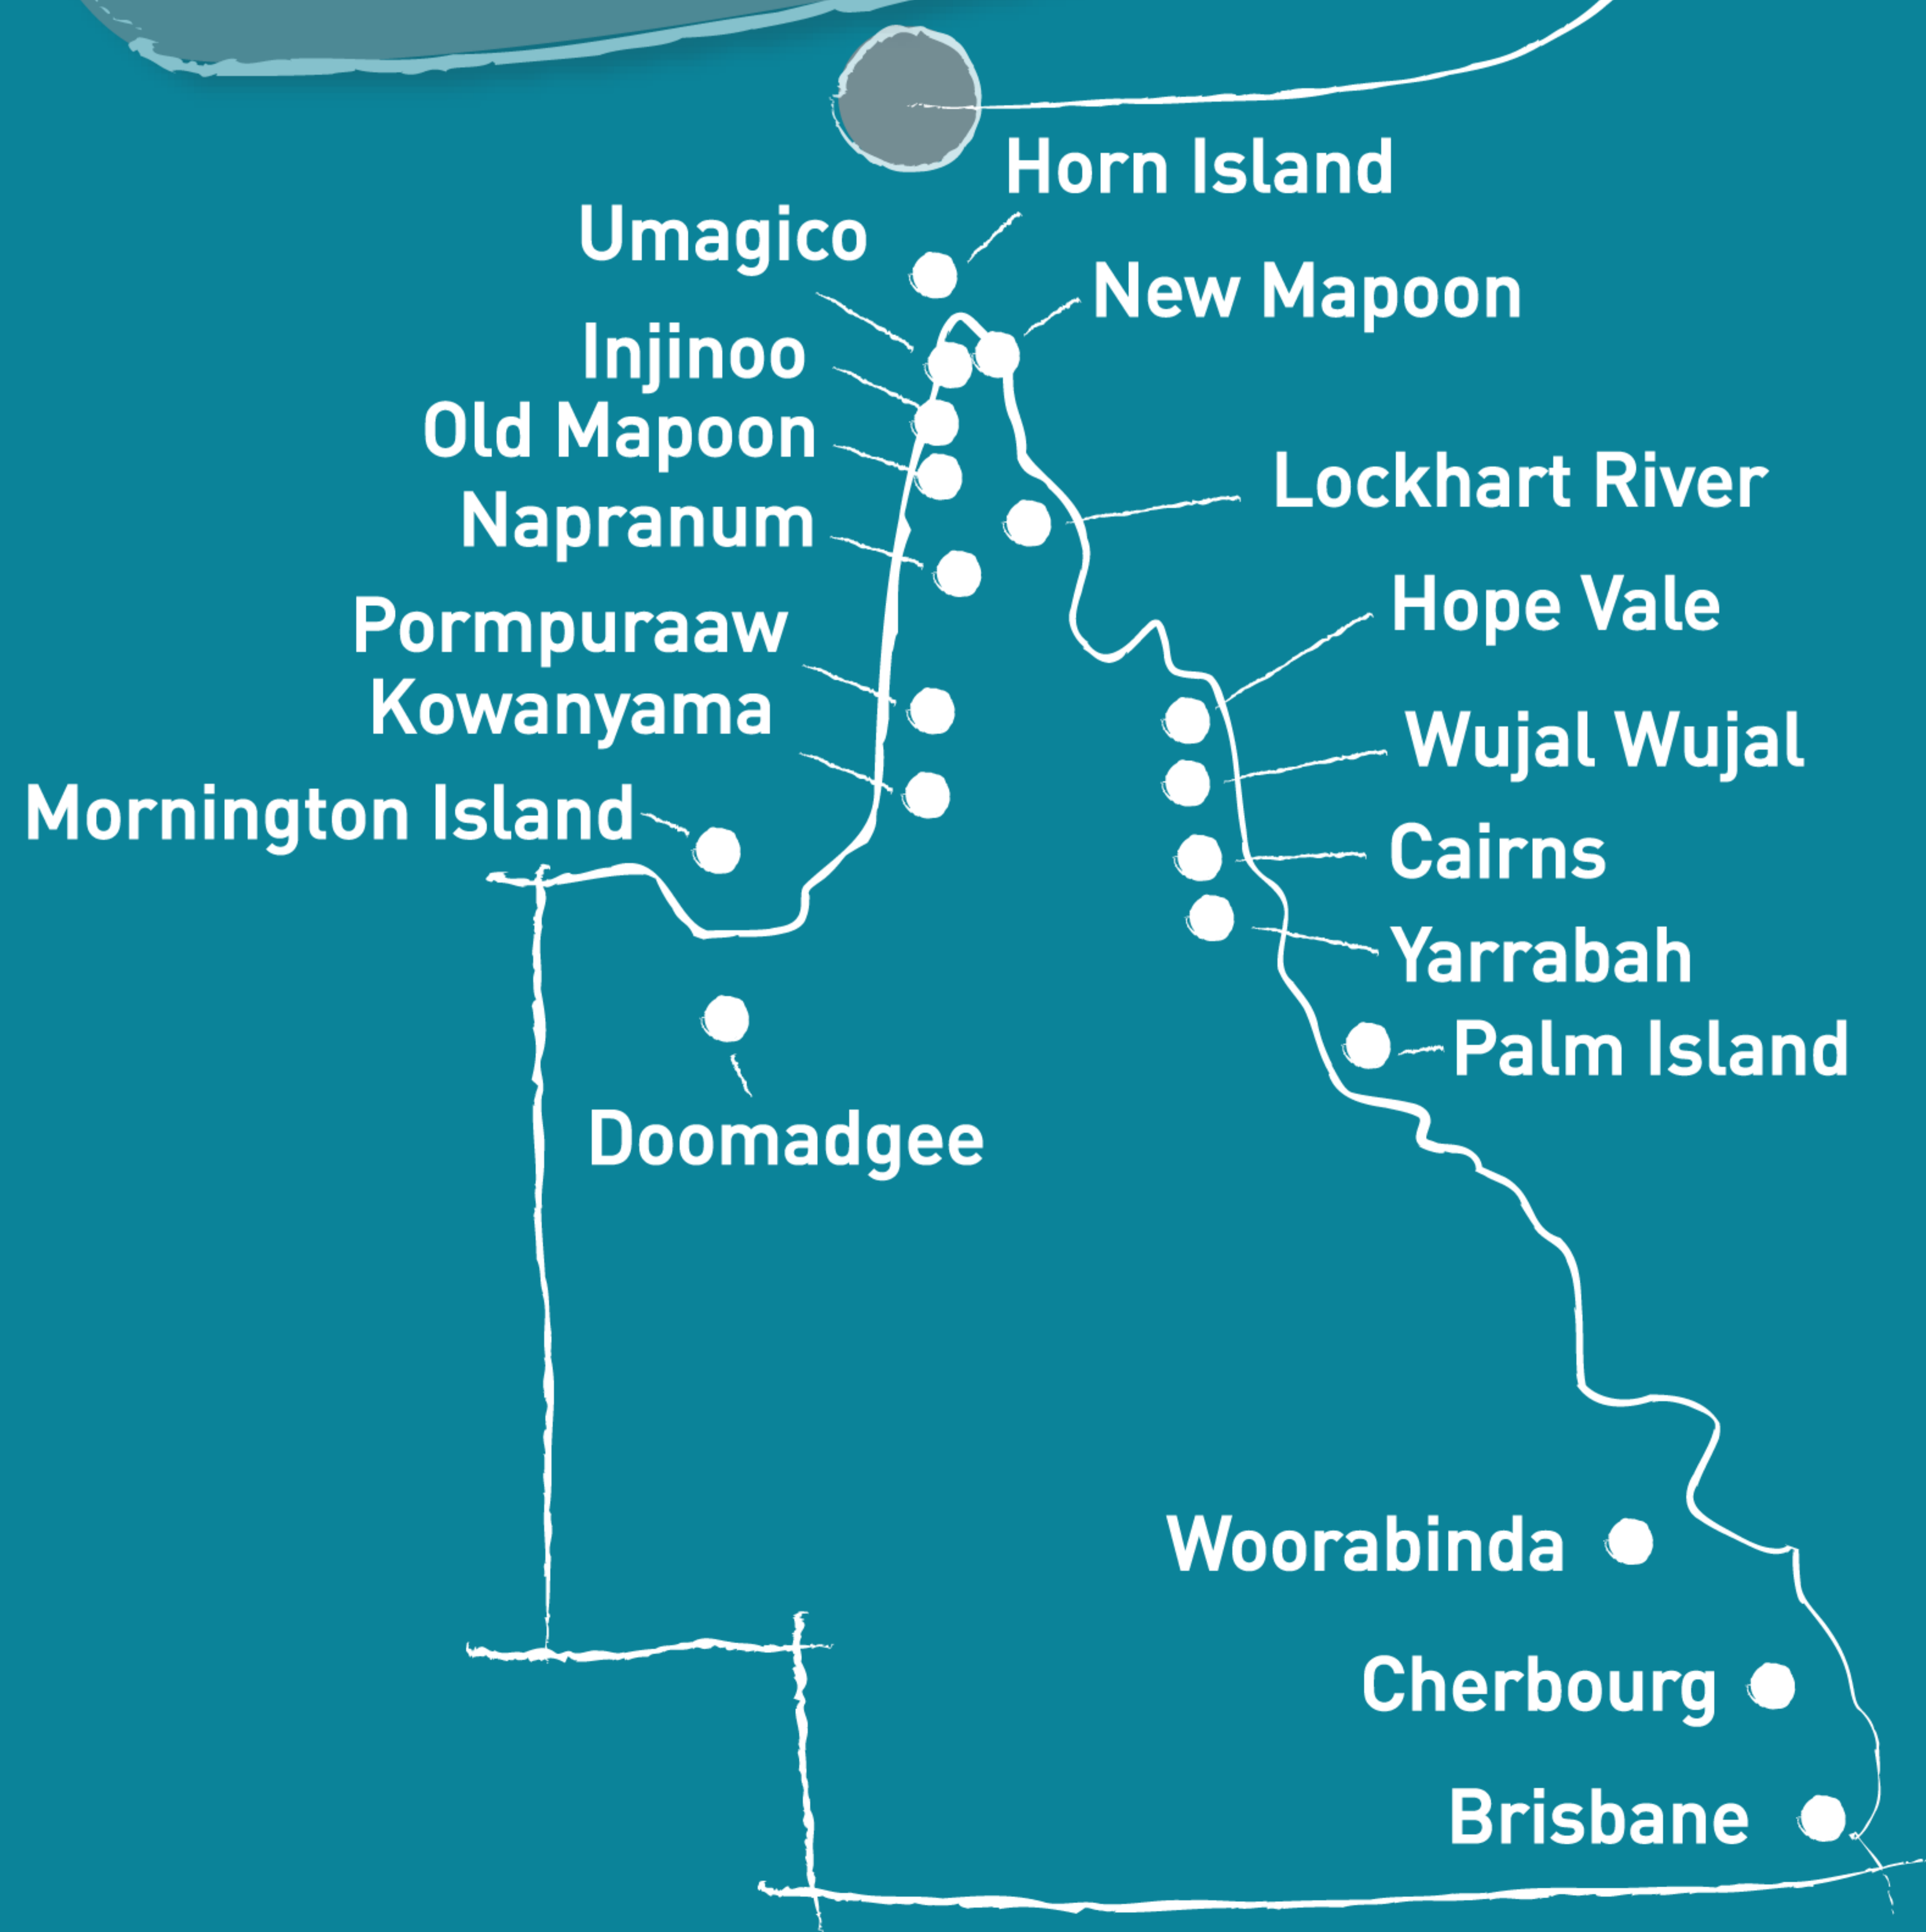 Horn Island
Umagico
New Mapoon
Injinoo
Old Mapoon
Lockhart River
Napranum
Hope Vale
Pormpuraaw
Kowanyama
Wujal Wujal
Mornington Island
Cairns
Yarrabah
Palm Island
Doomadgee
Woorabinda
Cherbourg
Brisbane